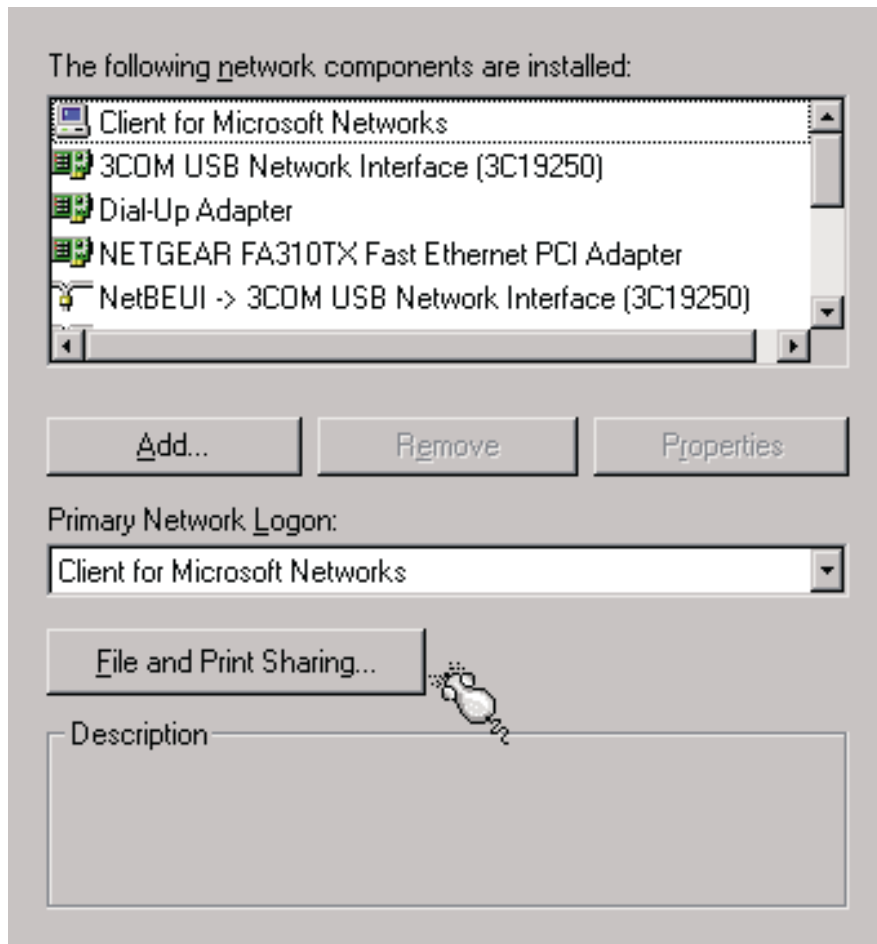 The following network components are installed:
Client for Microsoft Networks
3COM USB Network Interface (3C19250)
Dial-Up Adapter
NETGEAR FA310TX Fast Ethernet PCI Adapter
NetBEUI -> 3COM USB Network Interface (3C19250)
Add... Remove Properties
Primary Network Logon:
Client for Microsoft Networks
File and Print Sharing...
Description